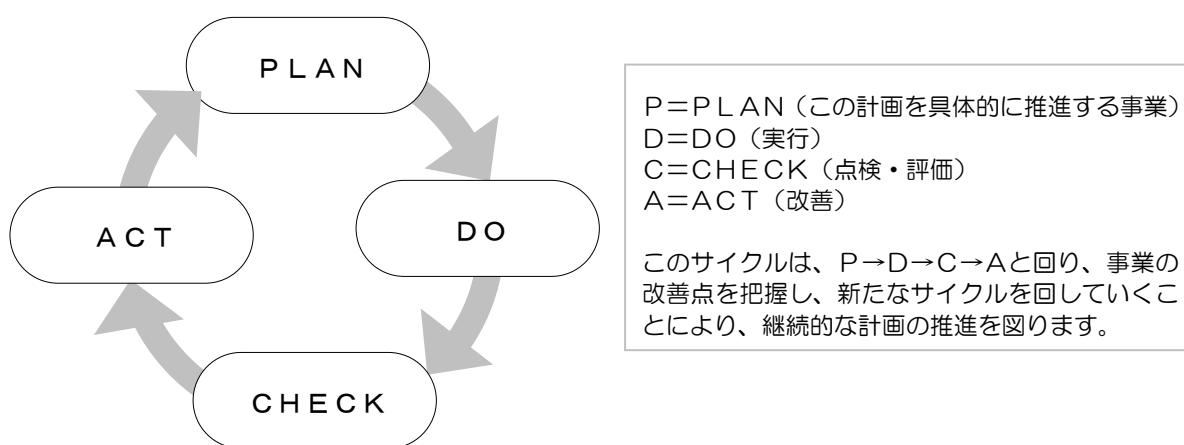 ＰＬＡＮ
ＤＯ
ＣＨＥＣＫ
ＡＣＴ
Ｐ＝ＰＬＡＮ（この計画を具体的に推進する事業）
Ｄ＝ＤＯ（実行）
Ｃ＝ＣＨＥＣＫ（点検・評価）
Ａ＝ＡＣＴ（改善）
このサイクルは、Ｐ→Ｄ→Ｃ→Ａと回り、事業の
改善点を把握し、新たなサイクルを回していくこ
とにより、継続的な計画の推進を図ります。